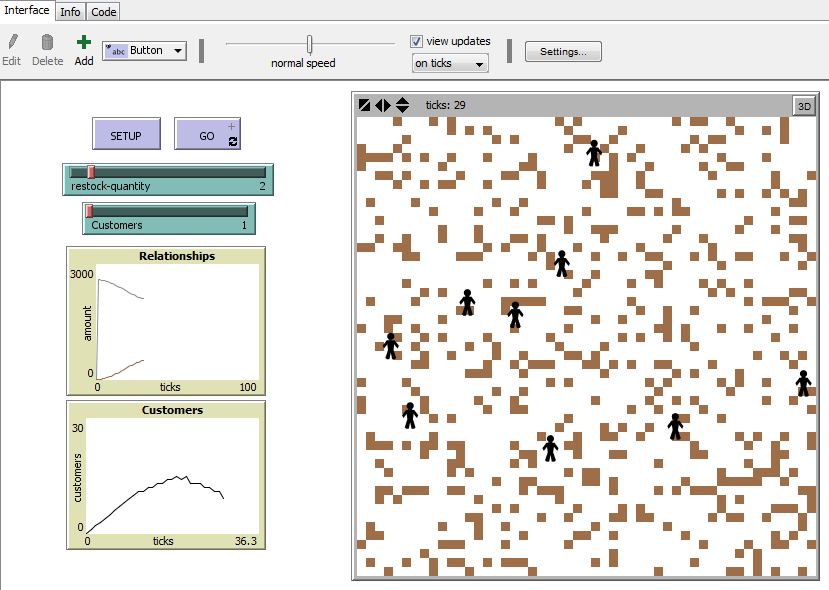 Interface Info Code
Edit Delete Add abc Button normal speed view updates on ticks Settings...
ticks: 29 3D
SETUP GO
restock-quantity 2
Customers 1
Relationships
3000
amount
0
0 ticks 100
Customers
30
customers
0
0 ticks 36.3